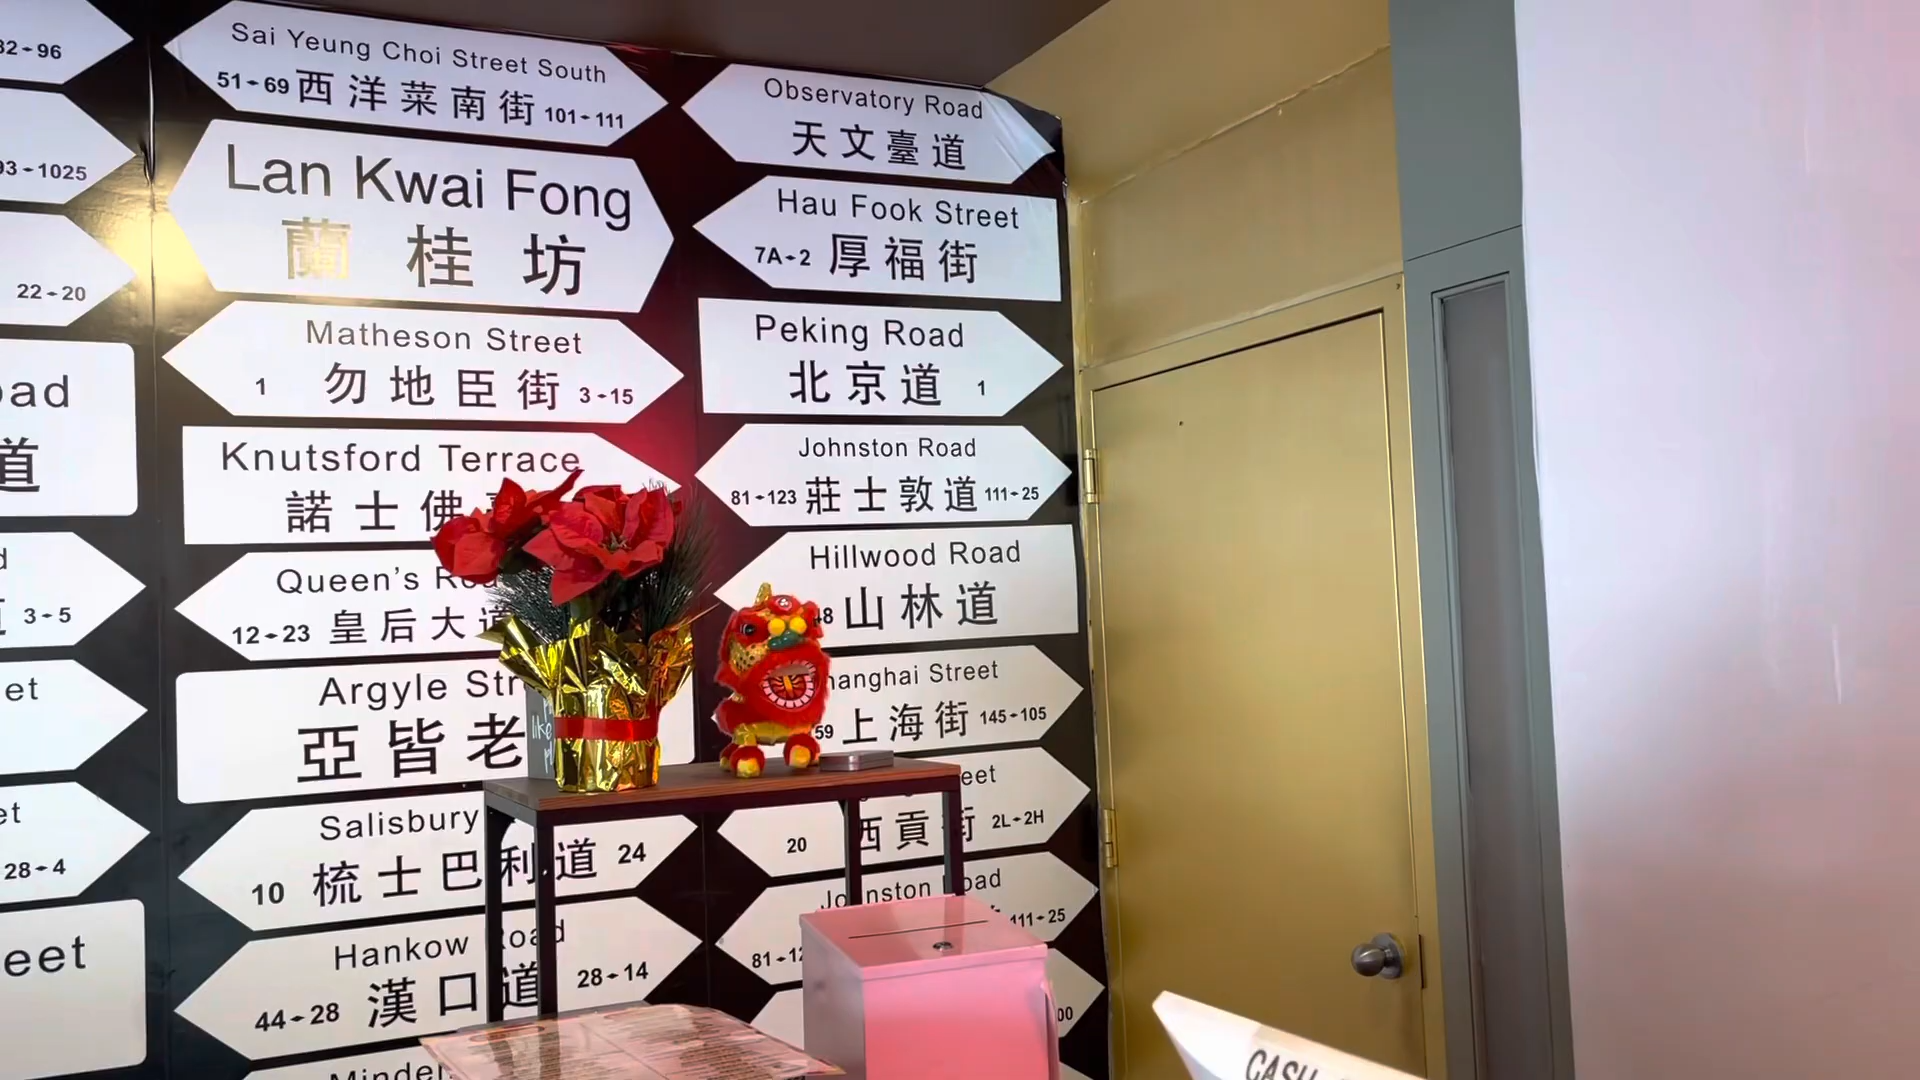 82-96
93-1025
22-20
oad
道
3-5
et
et
28-4
eet
Sai Yeung Choi Street South
51-69 西洋菜南街 101-111
Lan Kwai Fong
蘭桂坊
Matheson Street
1 勿地臣街 3-15
Knutsford Terrace
諾士佛
Queen's Roa
12-23 皇后大道
Argyle Str
亞皆老
Salisbury
10 梳士巴利道 24
Hankow Road
44-28 漢口道 28-14
Minden
Observatory Road
天文臺道
Hau Fook Street
7A-2 厚福街
Peking Road
北京道 1
Johnston Road
81-123 莊士敦道 111-25
Hillwood Road
48 山林道
hanghai Street
59 上海街 145-105
eet
20 西貢街 2L-2H
Johnston Road
81-12 111-25
00
like
CASH